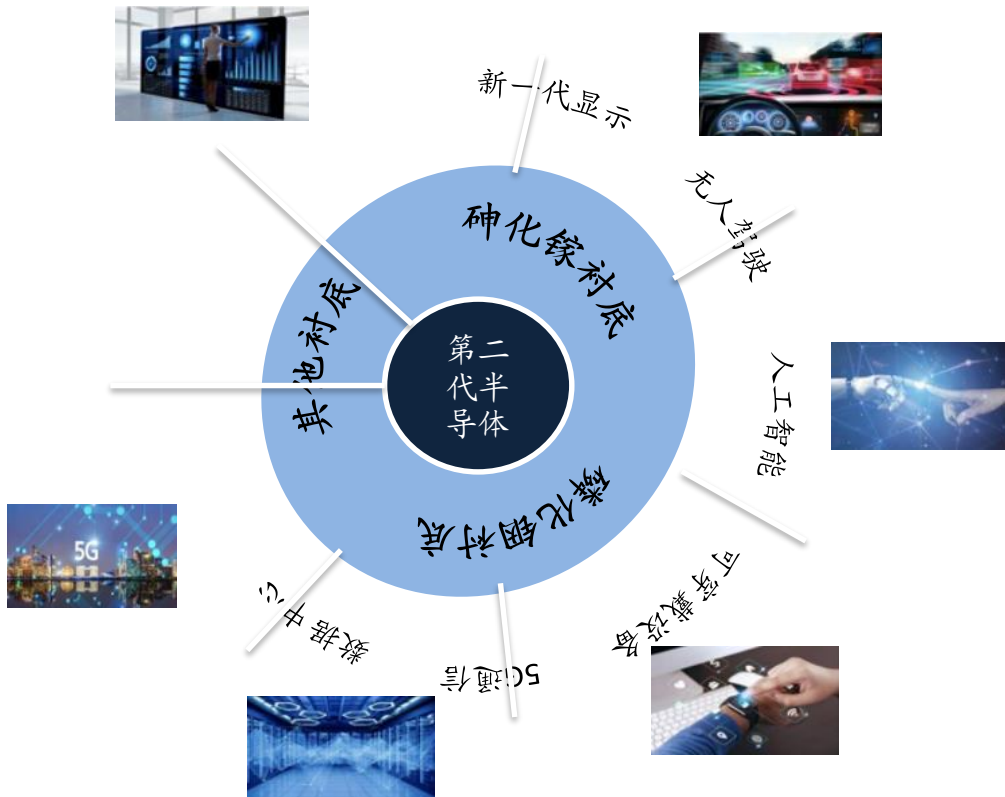 新一代显示
无人驾驶
人工智能
可穿戴设备
5G通信
数据中心
砷化镓衬底
磷化铟衬底
其他衬底
第二
代半
导体
5G